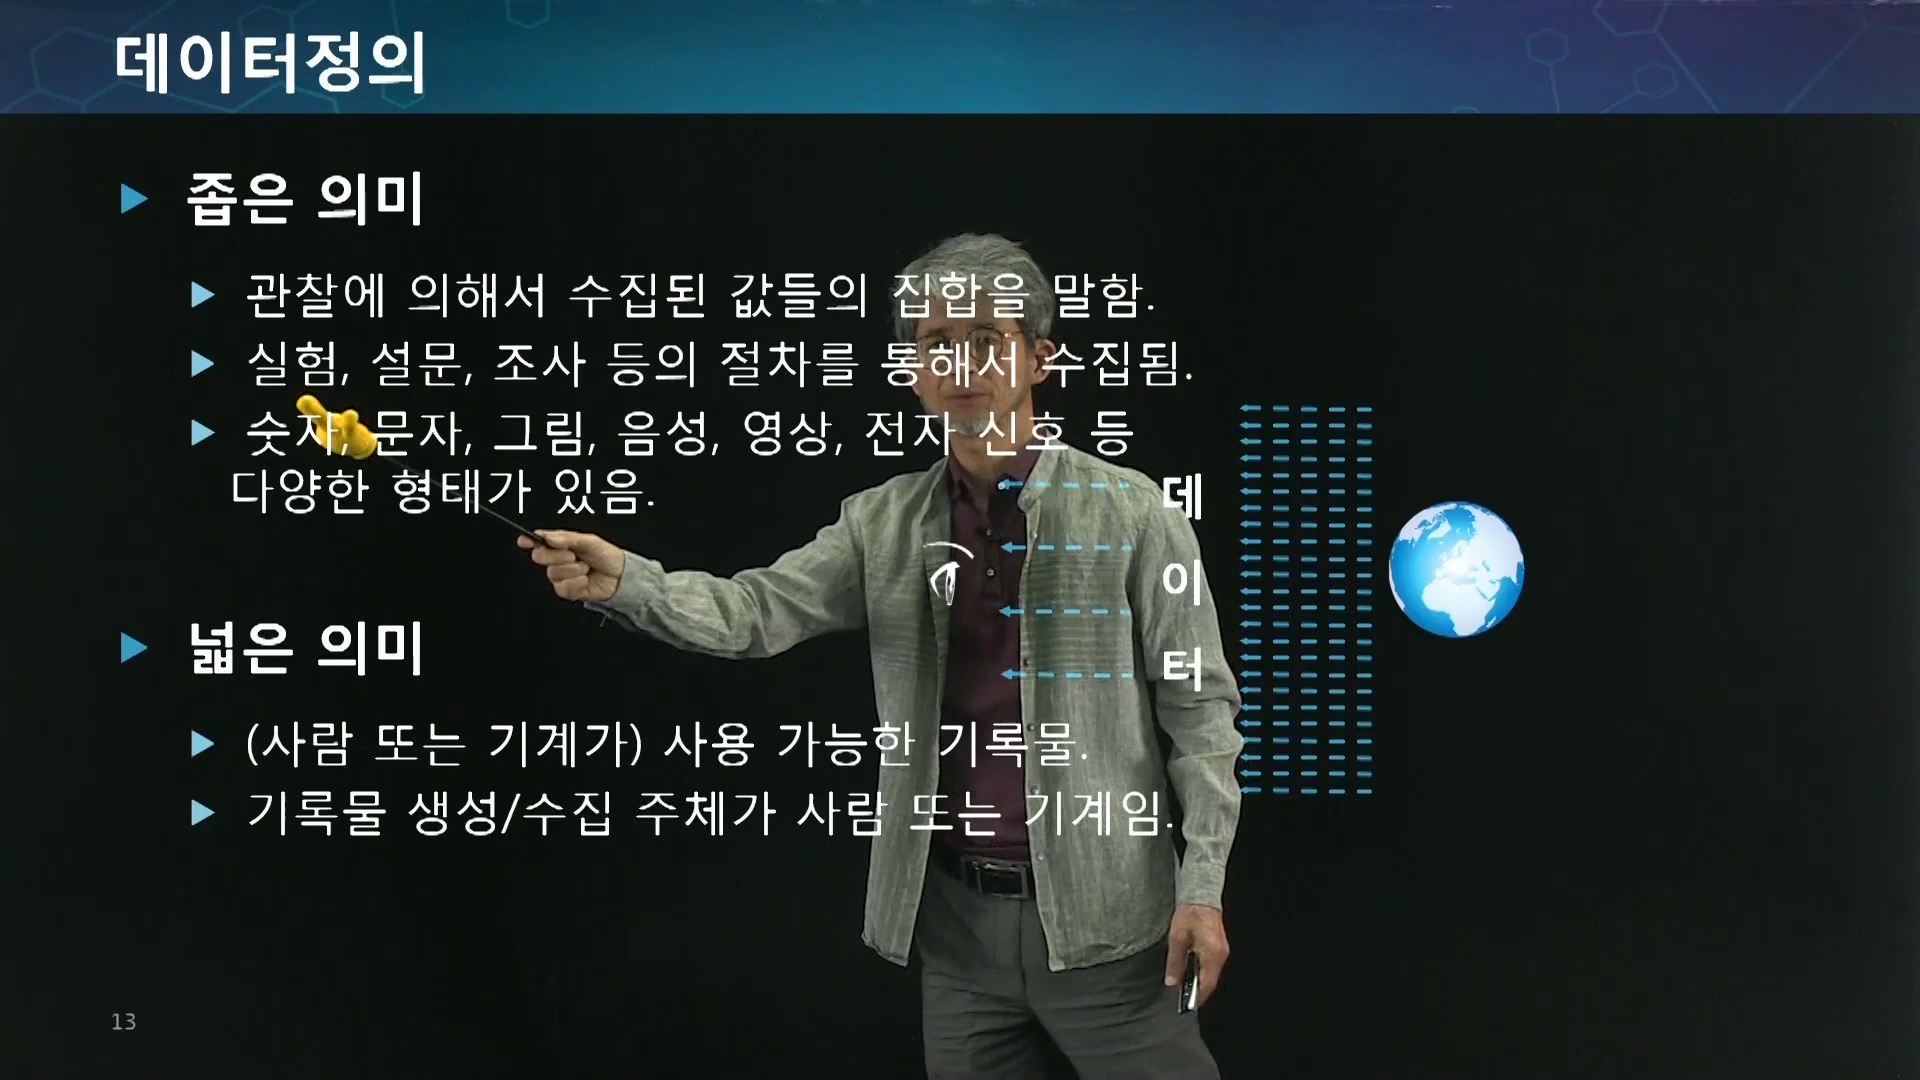 데이터정의
좁은 의미
관찰에 의해서 수집된 값들의 집합을 말함.
실험, 설문, 조사 등의 절차를 통해서 수집됨.
숫자, 문자, 그림, 음성, 영상, 전자 신호 등
다양한 형태가 있음.
데
이
터
넓은 의미
(사람 또는 기계가) 사용 가능한 기록물.
기록물 생성/수집 주체가 사람 또는 기계임.
13